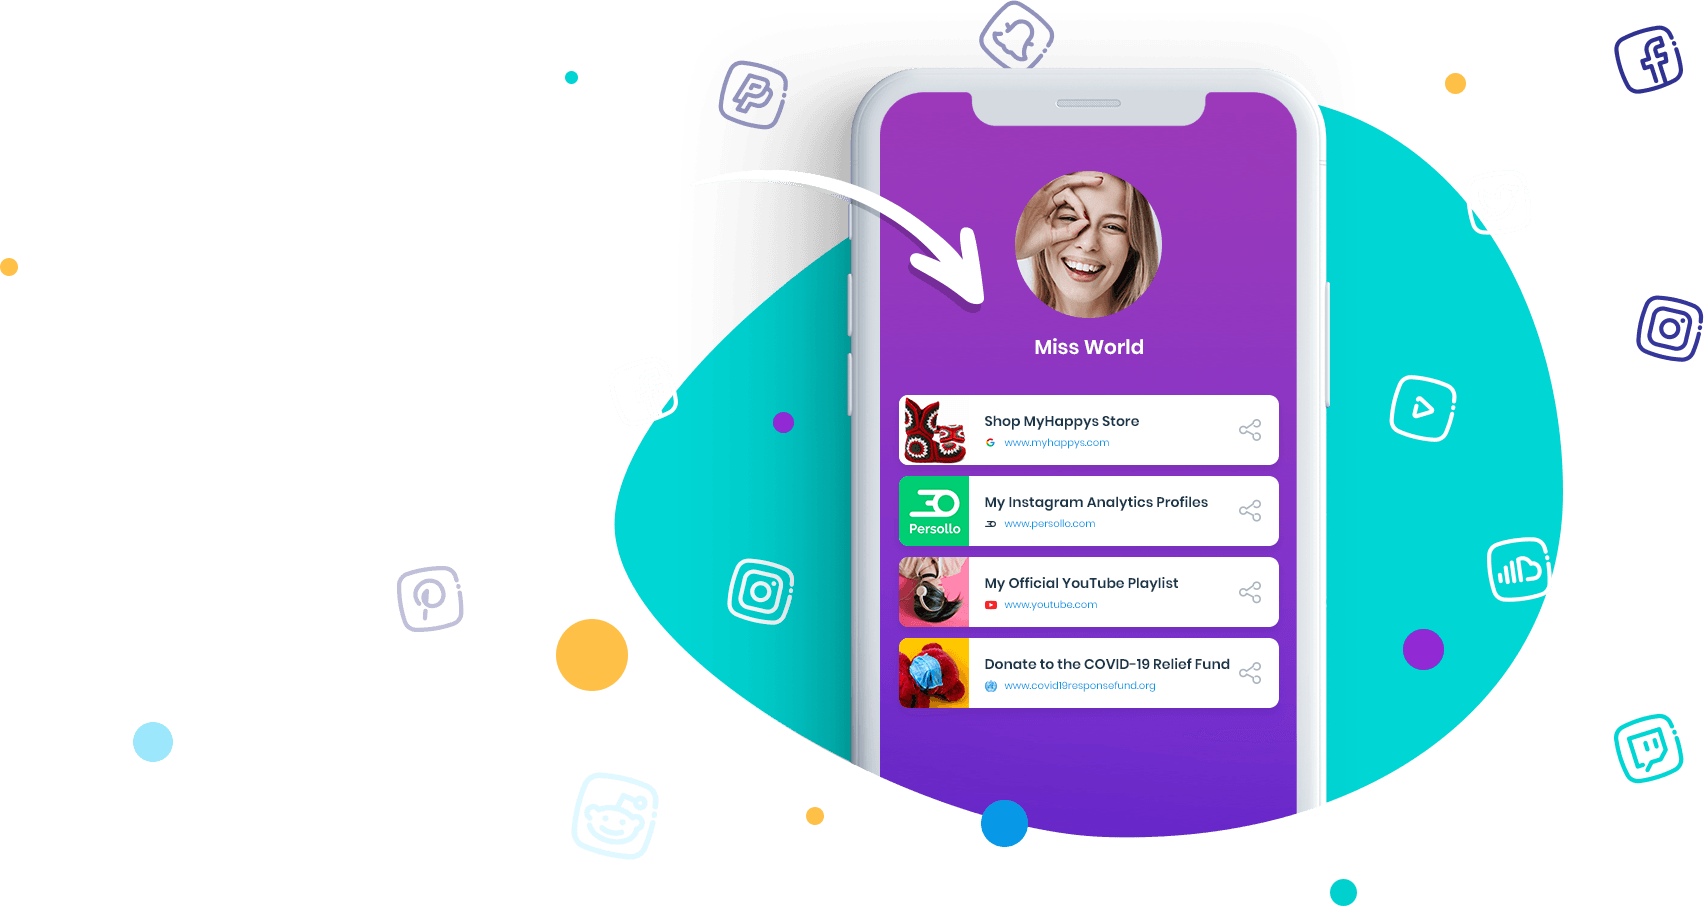 Miss World
Shop MyHappys Store
www.myhappys.com
My Instagram Analytics Profiles
www.persollo.com
Persollo
My Official YouTube Playlist
www.youtube.com
Donate to the COVID-19 Relief Fund
www.covid19responsefund.org